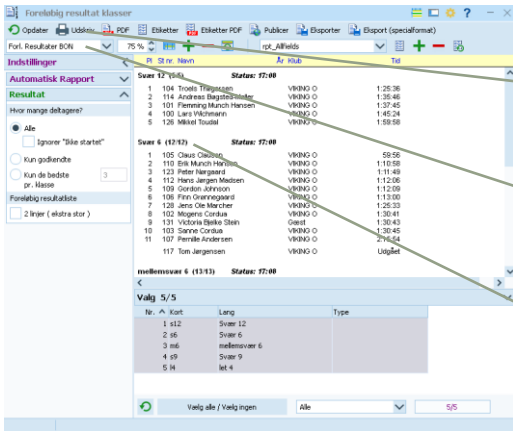 Foreløbig resultat klasser
Opdater Udskriv PDF Etiketter Etiketter PDF Publicer Eksporter Eksport (specialformat)
Forl. Resultater BON 75 % rpt_Allfields
Indstillinger
Automatisk Rapport
Resultat
Hvor mange deltagere?
Alle
Ignorer "Ikke startet"
Kun godkendte
Kun de bedste 3
pr. klasse
Foreløbig resultatliste
2 linjer ( ekstra stor )
Pl St nr. Navn År Klub Tid
Svær 12 (5/5) Status: 17:00
1 104 Troels Thøgersen VIKING O 1:25:36
2 114 Andreas Bøgsted-Møller VIKING O 1:35:46
3 101 Flemming Munch Hansen VIKING O 1:37:45
4 100 Lars Wichmann VIKING O 1:45:24
5 126 Mikkel Toudal VIKING O 1:59:58
Svær 6 (12/12) Status: 17:00
1 105 Claus Clausen VIKING O 59:56
2 110 Erik Munch Hansen VIKING O 1:10:58
3 123 Peter Nørgaard VIKING O 1:11:49
4 112 Hans Jørgen Madsen VIKING O 1:12:06
5 109 Gordon Johnson VIKING O 1:12:09
6 106 Finn Grønnegaard VIKING O 1:13:00
7 128 Jens Ole Marcher VIKING O 1:25:33
8 102 Mogens Cordua VIKING O 1:30:41
9 131 Victoria Bjelke Stein Gæst 1:30:43
10 103 Sanne Cordua VIKING O 1:30:45
11 107 Pernille Andersen VIKING O
117 Tom Jørgensen VIKING O Udgået
mellemsvær 6 (13/13) Status: 17:00
Valg 5/5
Nr. Kort Lang Type
1 s12 Svær 12
2 s6 Svær 6
3 m6 mellemsvær 6
4 s9 Svær 9
5 l4 let 4
Vælg alle / Vælg ingen Alle 5/5